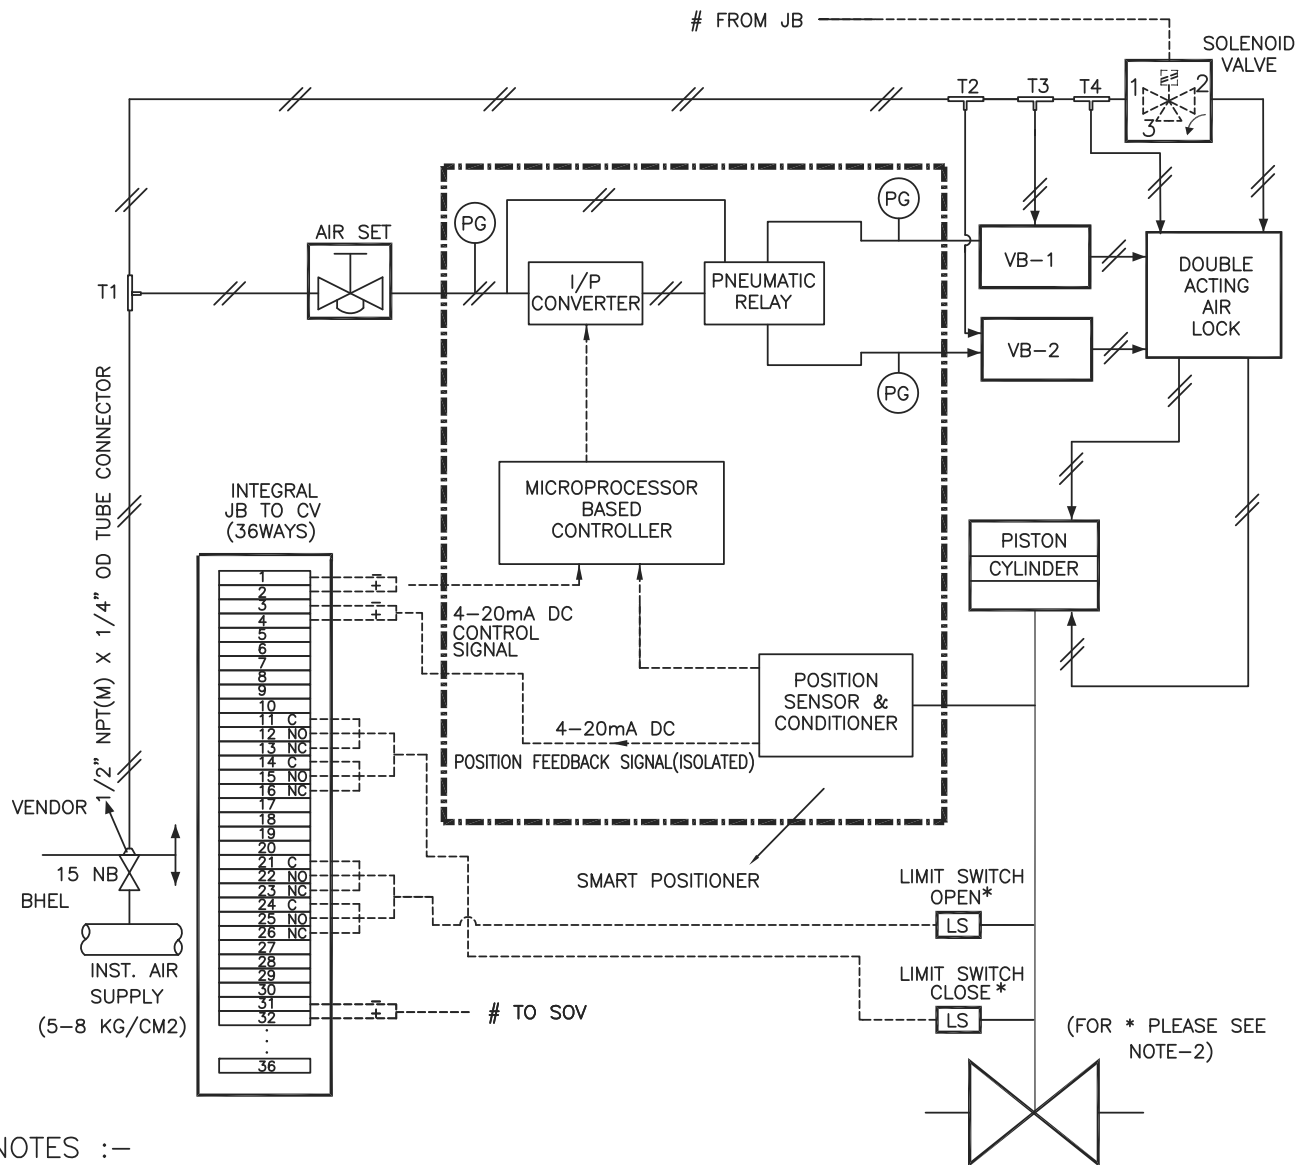 # FROM JB
SOLENOID
VALVE
T2
T3
T4
1
2
3
AIR SET
PG
PG
T1
I/P
CONVERTER
PNEUMATIC
RELAY
VB-1
DOUBLE
ACTING
AIR
LOCK
VB-2
PG
1/2" NPT(M) X 1/4" OD TUBE CONNECTOR
INTEGRAL
JB TO CV
(36WAYS)
MICROPROCESSOR
BASED
CONTROLLER
PISTON
CYLINDER
1 -
2 +
3 -
4 +
5
6
7
8
9
10
11 C
12 NO
13 NC
14 C
15 NO
16 NC
17
18
19
20
21 C
22 NO
23 NC
24 C
25 NO
26 NC
27
28
29
30
31 -
32 +
36
4-20mA DC
CONTROL
SIGNAL
POSITION
SENSOR &
CONDITIONER
4-20mA DC
POSITION FEEDBACK SIGNAL(ISOLATED)
VENDOR
15 NB
BHEL
SMART POSITIONER
LIMIT SWITCH
OPEN*
LS
INST. AIR
SUPPLY
(5-8 KG/CM2)
LIMIT SWITCH
CLOSE*
LS
# TO SOV
(FOR * PLEASE SEE
NOTE-2)
NOTES :-